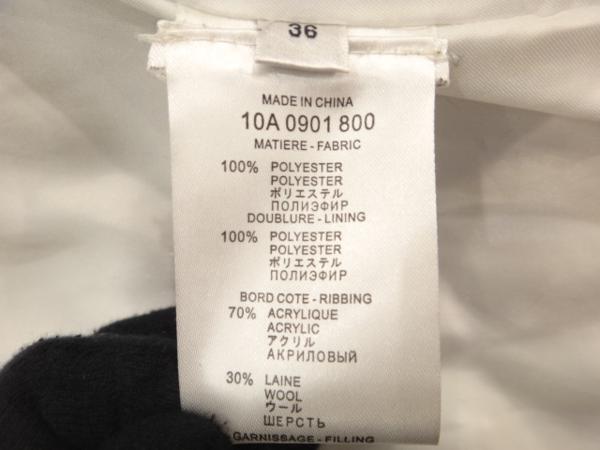 36
MADE IN CHINA
10A 0901 800
MATIERE - FABRIC
100% POLYESTER
POLYESTER
ポリエステル
ПОЛИЭФИР
DOUBLURE - LINING
100% POLYESTER
POLYESTER
ポリエステル
ПОЛИЭФИР
BORD COTE - RIBBING
70% ACRYLIQUE
ACRYLIC
アクリル
АКРИЛОВЫЙ
30% LAINE
WOOL
ウール
ШЕРСТЬ
GARNISSAGE - FILLING